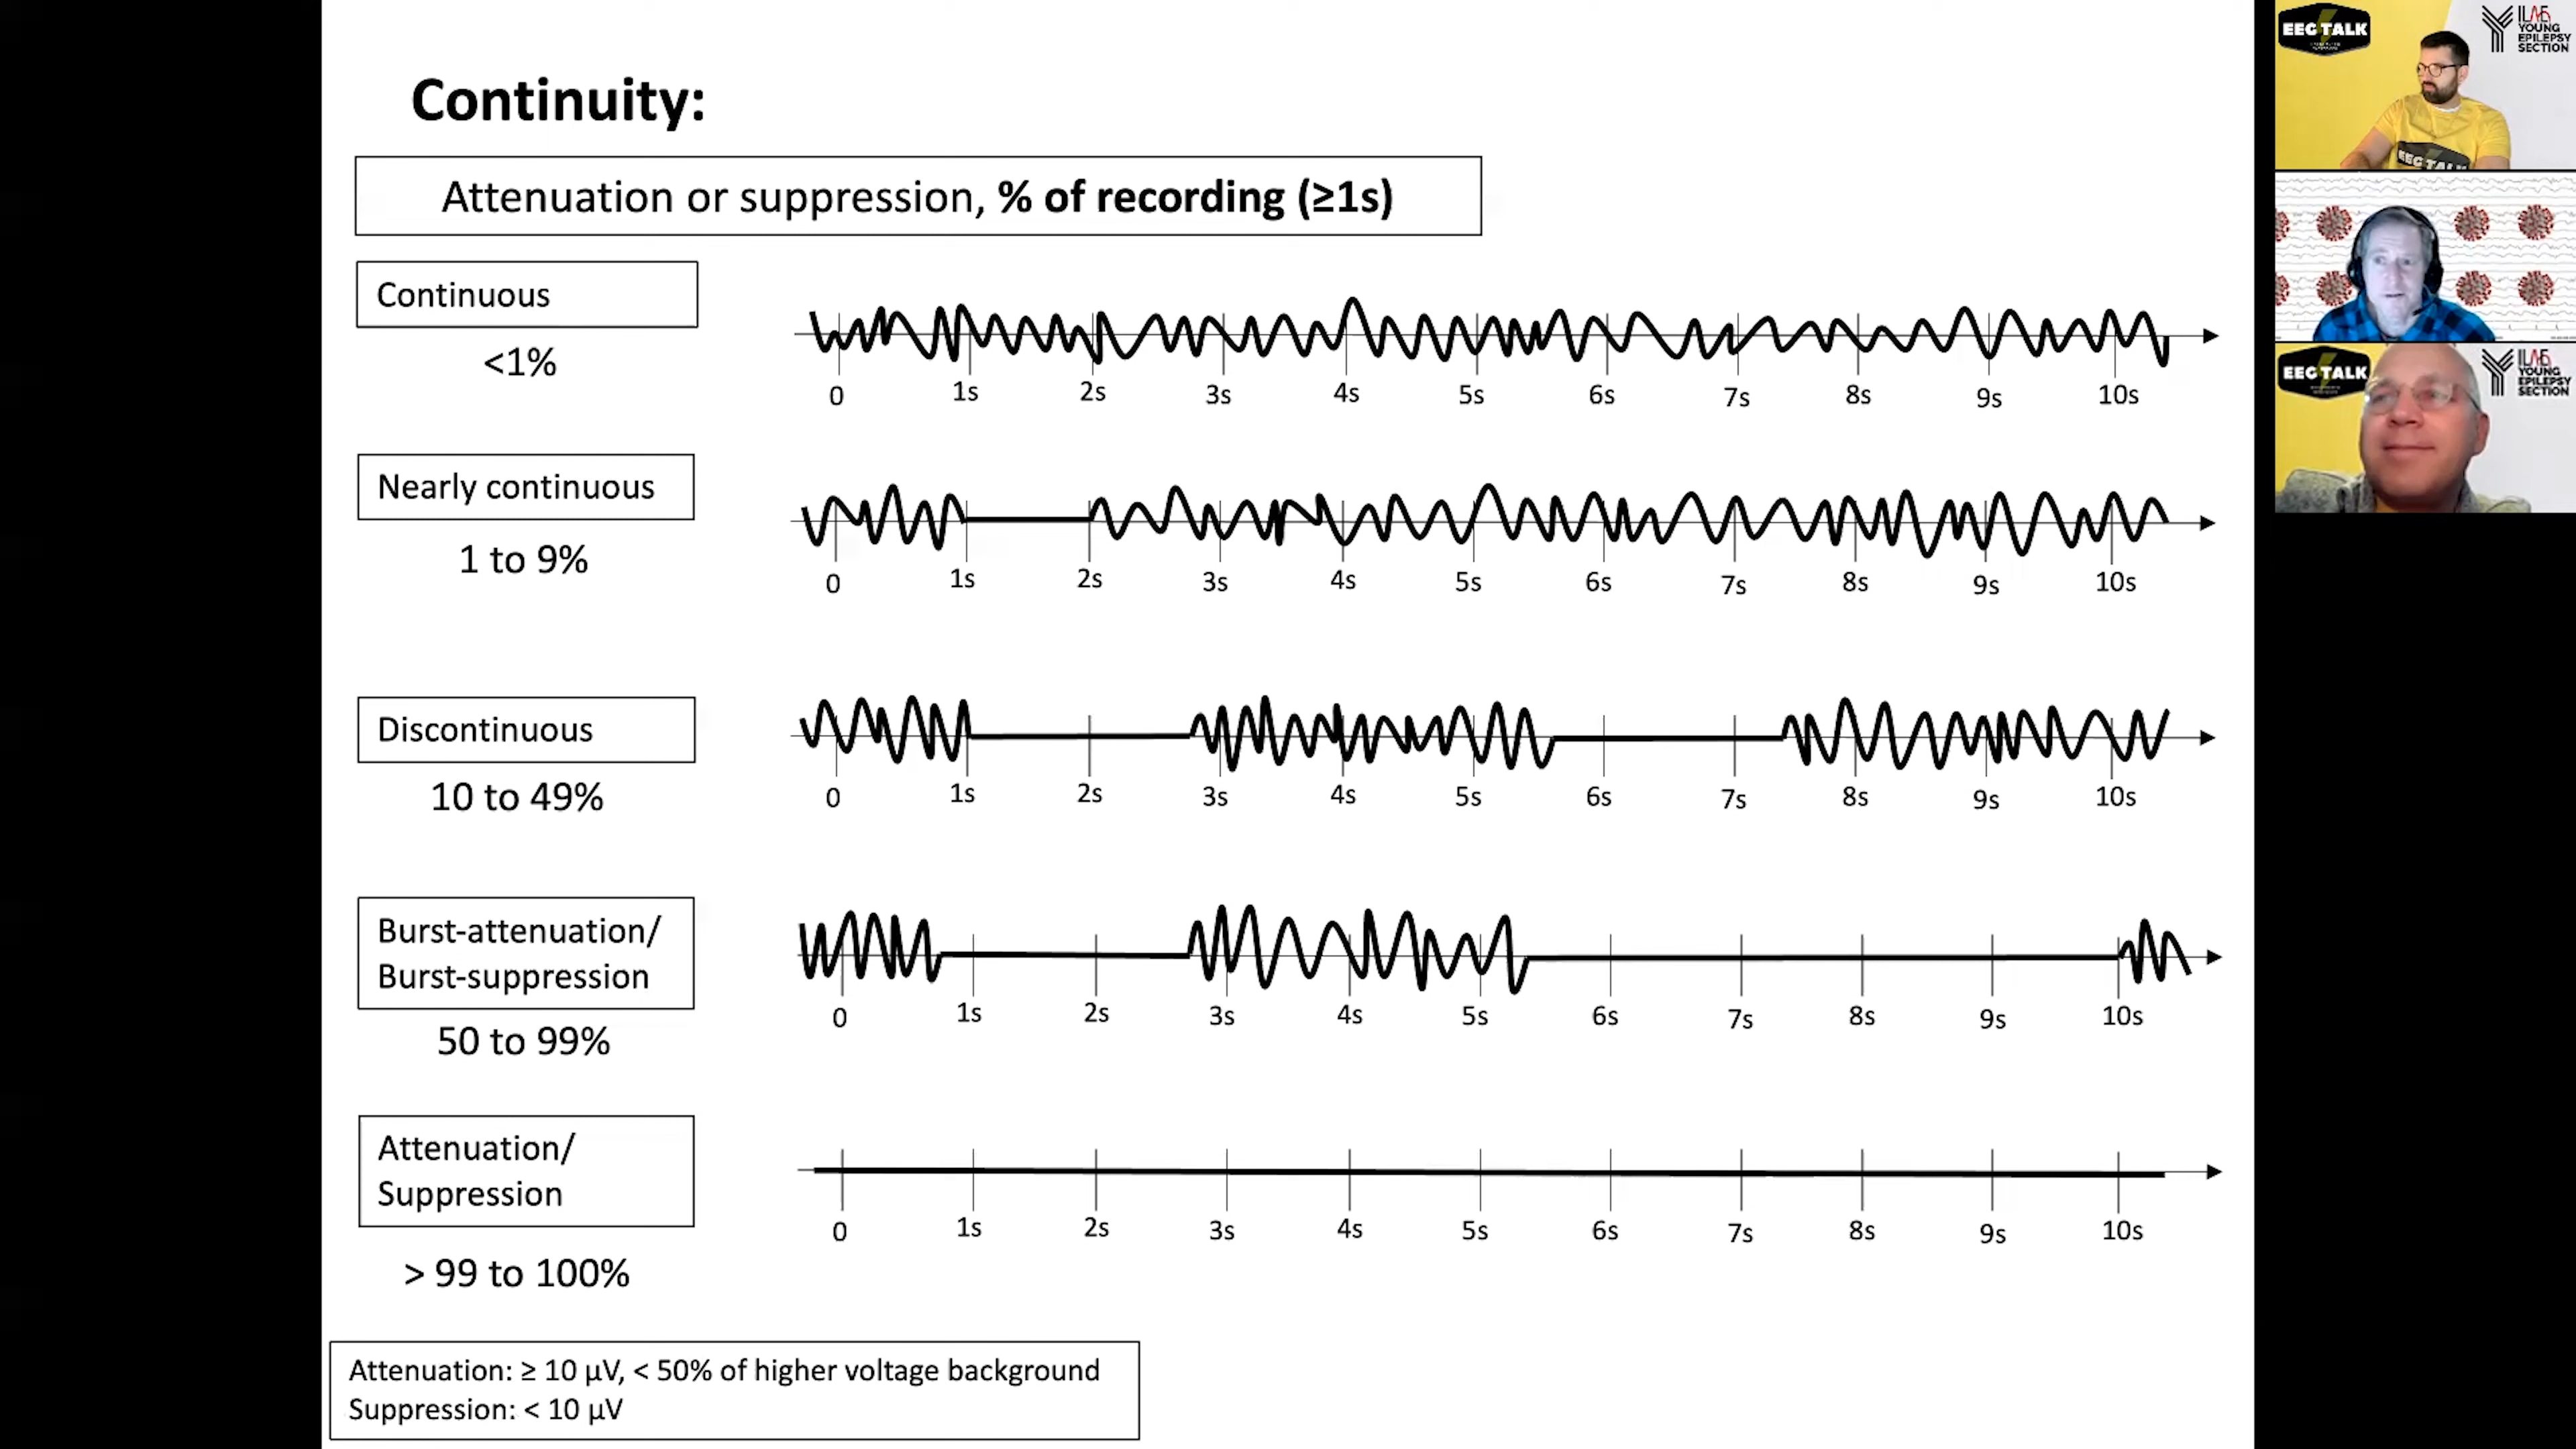 Continuity:
Attenuation or suppression, % of recording (≥1s)
Continuous
<1%
0 1s 2s 3s 4s 5s 6s 7s 8s 9s 10s
Nearly continuous
1 to 9%
0 1s 2s 3s 4s 5s 6s 7s 8s 9s 10s
Discontinuous
10 to 49%
0 1s 2s 3s 4s 5s 6s 7s 8s 9s 10s
Burst-attenuation/
Burst-suppression
50 to 99%
0 1s 2s 3s 4s 5s 6s 7s 8s 9s 10s
Attenuation/
Suppression
> 99 to 100%
0 1s 2s 3s 4s 5s 6s 7s 8s 9s 10s
Attenuation: ≥ 10 µV, < 50% of higher voltage background
Suppression: < 10 µV
EEG TALK
ILAE
YOUNG
EPILEPSY
SECTION
EEG TALK
EEG TALK
ILAE
YOUNG
EPILEPSY
SECTION